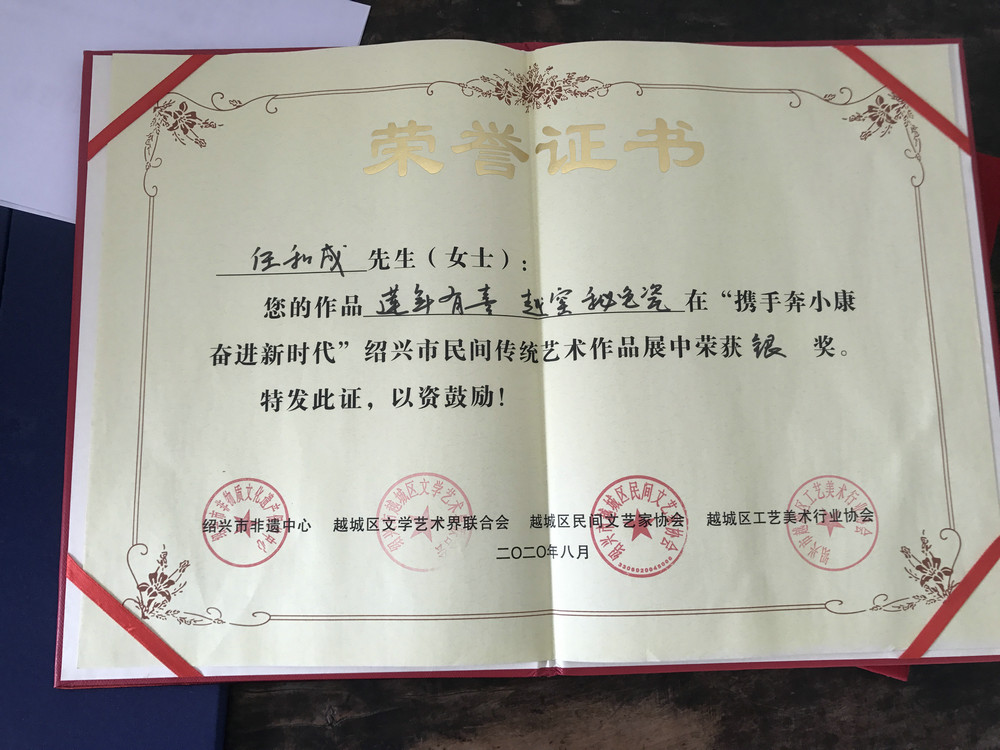 荣誉证书
任和成 先生（女士）：
您的作品 莲年有喜 越窑秘色瓷 在“携手奔小康
奋进新时代”绍兴市民间传统艺术作品展中荣获 银 奖。
特发此证，以资鼓励！
绍兴市非遗中心 越城区文学艺术界联合会 越城区民间文艺家协会 越城区工艺美术行业协会
二〇二〇年八月